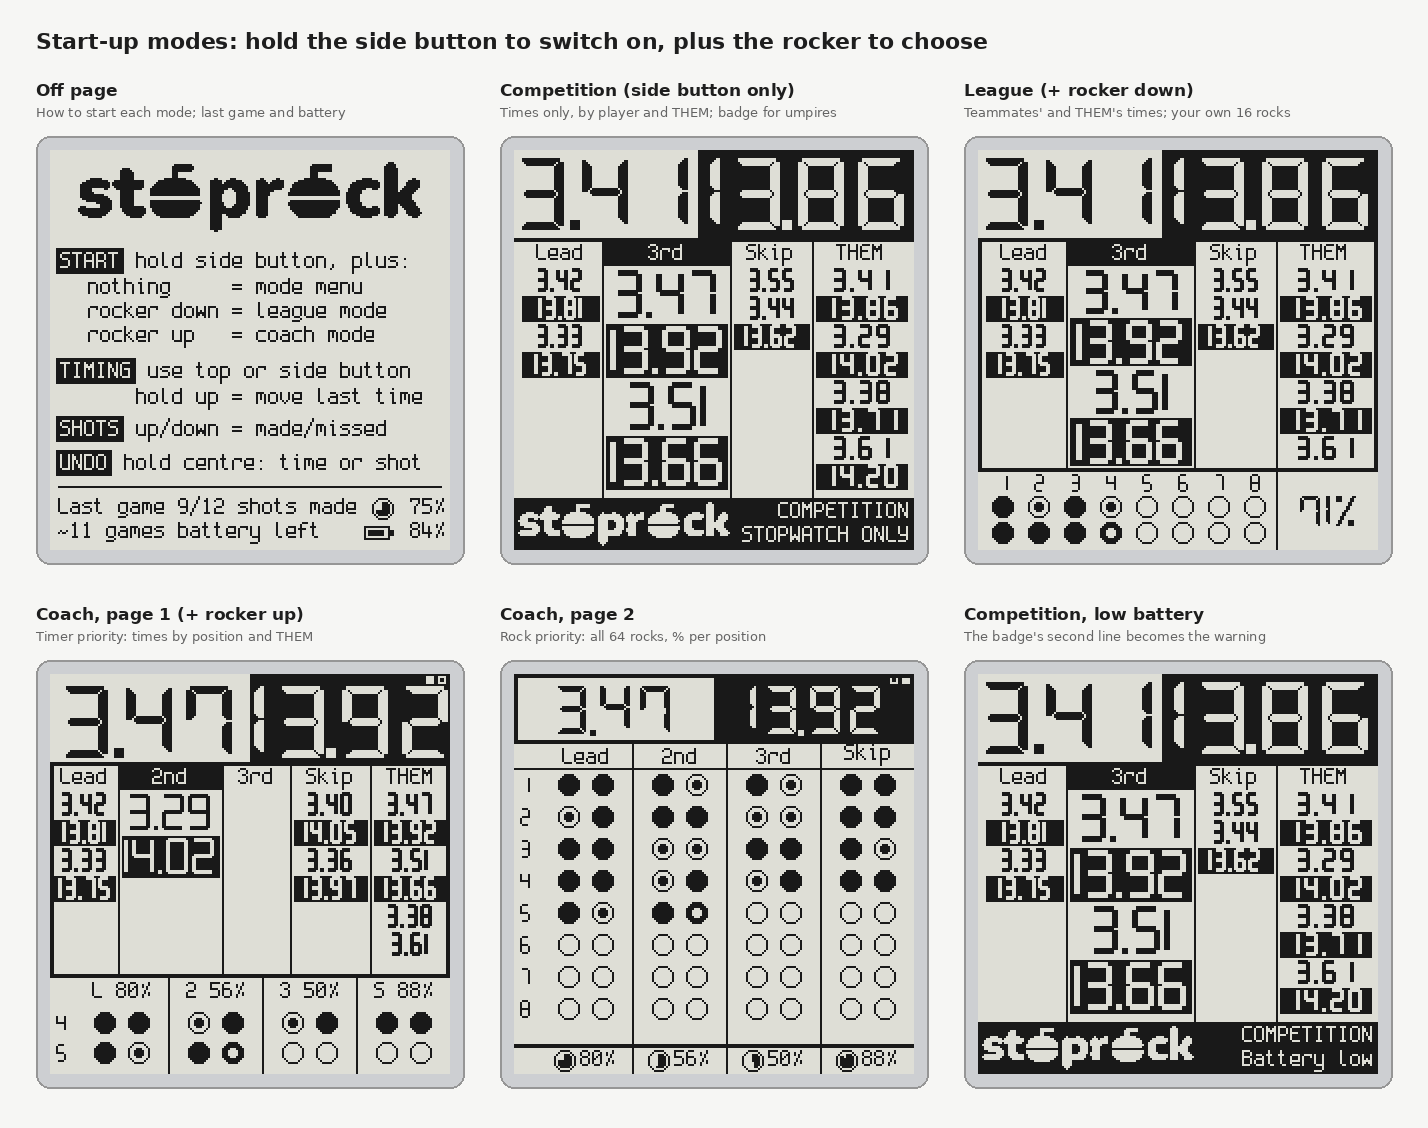 Start-up modes: hold the side button to switch on, plus the rocker to choose
Off page
How to start each mode; last game and battery
stoprock
START hold side button, plus:
nothing = mode menu
rocker down = league mode
rocker up = coach mode
TIMING use top or side button
hold up = move last time
SHOTS up/down = made/missed
UNDO hold centre: time or shot
Last game 9/12 shots made 75%
~11 games battery left 84%
Competition (side button only)
Times only, by player and THEM; badge for umpires
3.41 13.86
Lead 3rd Skip THEM
3.42 3.47 3.55 3.41
13.81 13.92 3.44 13.86
3.33 3.51 13.62 3.29
13.75 13.66 14.02
3.38
13.71
3.61
14.20
stoprock COMPETITION
STOPWATCH ONLY
League (+ rocker down)
Teammates' and THEM's times; your own 16 rocks
3.41 13.86
Lead 3rd Skip THEM
3.42 3.47 3.55 3.41
13.81 13.92 3.44 13.86
3.33 3.51 13.62 3.29
13.75 13.66 14.02
3.38
13.71
3.61
1 2 3 4 5 6 7 8
71%
Coach, page 1 (+ rocker up)
Timer priority: times by position and THEM
3.47 13.92
Lead 2nd 3rd Skip THEM
3.42 3.29 3.40 3.47
13.81 14.02 14.05 13.92
3.33 3.36 3.51
13.75 13.97 13.66
3.38
3.61
L 80% 2 56% 3 50% S 88%
4
5
Coach, page 2
Rock priority: all 64 rocks, % per position
3.47 13.92
Lead 2nd 3rd Skip
1
2
3
4
5
6
7
8
80% 56% 50% 88%
Competition, low battery
The badge's second line becomes the warning
3.41 13.86
Lead 3rd Skip THEM
3.42 3.47 3.55 3.41
13.81 13.92 3.44 13.86
3.33 3.51 13.62 3.29
13.75 13.66 14.02
3.38
13.71
3.61
14.20
stoprock COMPETITION
Battery low